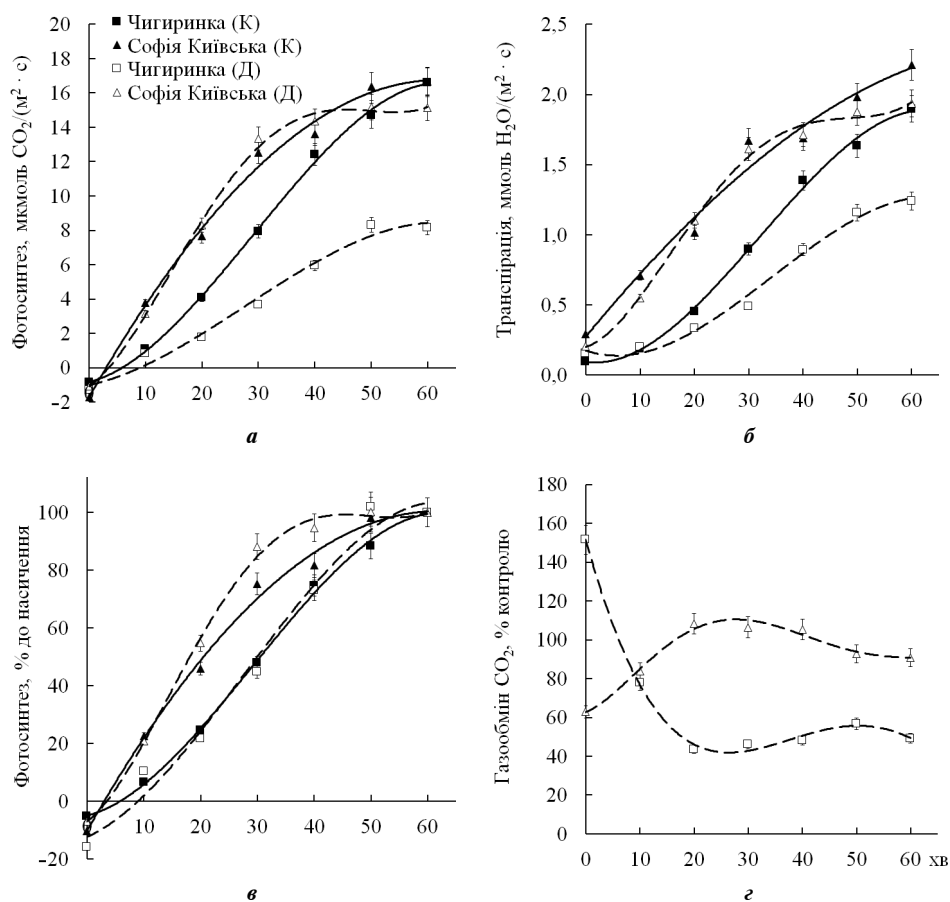 20
18
16
14
12
10
8
6
4
2
0
–2
Фотосинтез, мкмоль CO₂/(м² · с)
Чигиринка (К)
Софія Київська (К)
Чигиринка (Д)
Софія Київська (Д)
10 20 30 40 50 60
а
2,5
2,0
1,5
1,0
0,5
0,0
Транспірація, ммоль H₂O/(м² · с)
0 10 20 30 40 50 60
б
100
80
60
40
20
0
–20
Фотосинтез, % до насичення
10 20 30 40 50 60
в
180
160
140
120
100
80
60
40
20
0
Газообмін CO₂, % контролю
0 10 20 30 40 50 60 хв
г